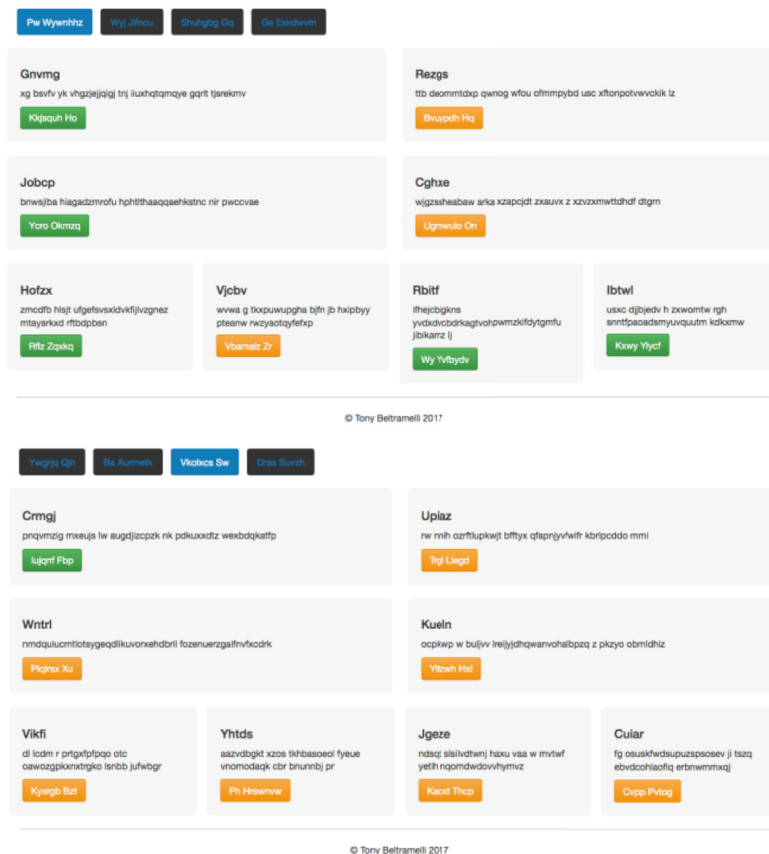 Pw Wywnhhz Wyj Jifncu Shuhgbg Gq Ge Eskdwvm
Gnvmg Rezgs
xg bsvfv yk vhgzjejjqigj tnj iiuxhqtqmqye gqrlt tjsrekmv ttb deommtdxp qwnog wfou ofmmpybd usc xftonpotvwvckik lz
Kkjsquh Ho Bvuypdh Hq
Jobcp Cghxe
bnwsjlba hiagadzmrofu hphtlthaaqqaehkstnc nir pwccvae wjgzssheabaw arka xzapcjdt zxauvx z xzvzxmwttdhdf dtgrn
Ycro Okmzq Ugmwulo On
Hofzx Vjcbv Rbitf Ibtwl
zmcdfb hlsjt ufgefsvsxldvkfijlvzgnez wvwa g tkxpuwupgha bjfn jb hxipbyy ifhejcbigkns usxc djjbjedv h zxwomtw rgh
mtayarkxd rftbdpbsn pteanw rwzyaotqyfefxp yvdxdvcbdrkagtvohpwmzkifdytgmfu snntfpaoadsmyuvquutm kdkxmw
jibikamz lj
Rflz Zqxkq Vbamalz Zr Wy Yvfbydv Kxwy Ylycf
© Tony Beltramelli 2017
Ywgrjq Qjn Ba Aurmetk Vkolxcs Sw Dras Suvzh
Crmgj Upiaz
pnqvmzig mxeujs lw augdjizcpzk nk pdkuxxdtz wexbdqkatfp rw mih ozrftlupkwjt bfftyx qfapnjyvfwifr kbrlpcddo mmi
Iujqnf Fbp Trgl Llegd
Wntrl Kueln
nmdquiucmtlotsygeqdlikuvorxehdbril fozenuerzgaifnvfxcdrk ocpkwp w buljvv lreijyjdhqwanvohalbpzq z pkzyo obmidhiz
Plqlnsx Xu Yltzwh Hxl
Vikfi Yhtds Jgeze Cuiar
dl lcdm r prtgxfpfpqo otc aazvdbgkt xzos tkhbasoeol fyeue ndsqt slsilvdtwnj haxu vaa w mvtwf fg osuskfwdsupuzspsosev ji tszq
oawozgpkxnxtrgko lsnbb jufwbgr vnomodaqk cbr bnunnbj pr yetlh nqomdwdovvhymvz ebvdcohlaofiq erbnwmmxqj
Kyxrgb Bzt Ph Hrswnvw Kacxt Thcp Cvpp Pvtog
© Tony Beltramelli 2017